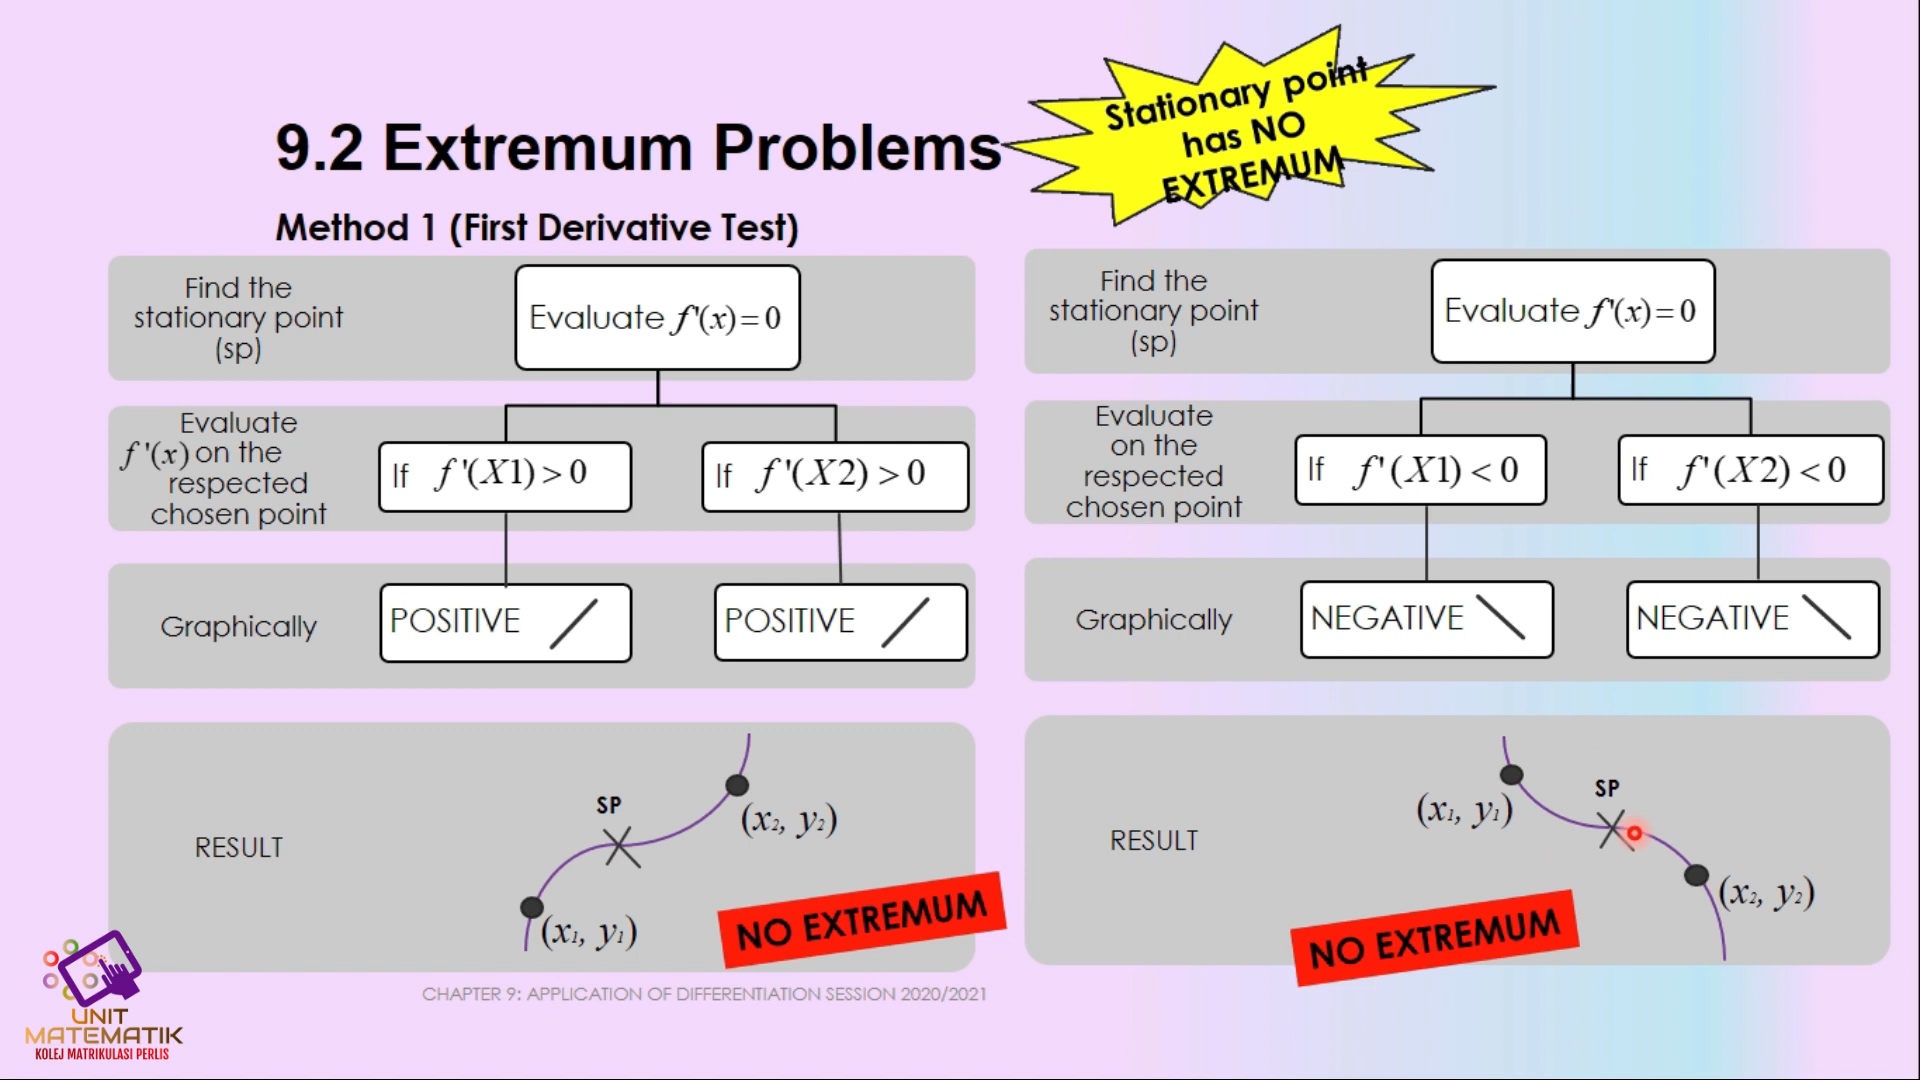 Stationary point
has NO
EXTREMUM
9.2 Extremum Problems
Method 1 (First Derivative Test)
Find the
stationary point
(sp)
Evaluate f'(x)=0
Evaluate
f'(x) on the
respected
chosen point
If f'(X1)>0
If f'(X2)>0
Graphically
POSITIVE
POSITIVE
RESULT
SP
(x₂, y₂)
(x₁, y₁)
NO EXTREMUM
Find the
stationary point
(sp)
Evaluate f'(x)=0
Evaluate
on the
respected
chosen point
If f'(X1)<0
If f'(X2)<0
Graphically
NEGATIVE
NEGATIVE
RESULT
SP
(x₁, y₁)
(x₂, y₂)
NO EXTREMUM
CHAPTER 9: APPLICATION OF DIFFERENTIATION SESSION 2020/2021
UNIT
MATEMATIK
KOLEJ MATRIKULASI PERLIS